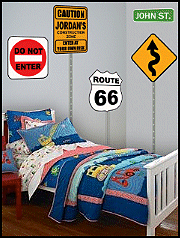 CAUTION
JORDAN'S
CONSTRUCTION
ZONE
ENTER AT
YOUR OWN RISK
JOHN ST.
DO NOT
ENTER
ROUTE
66